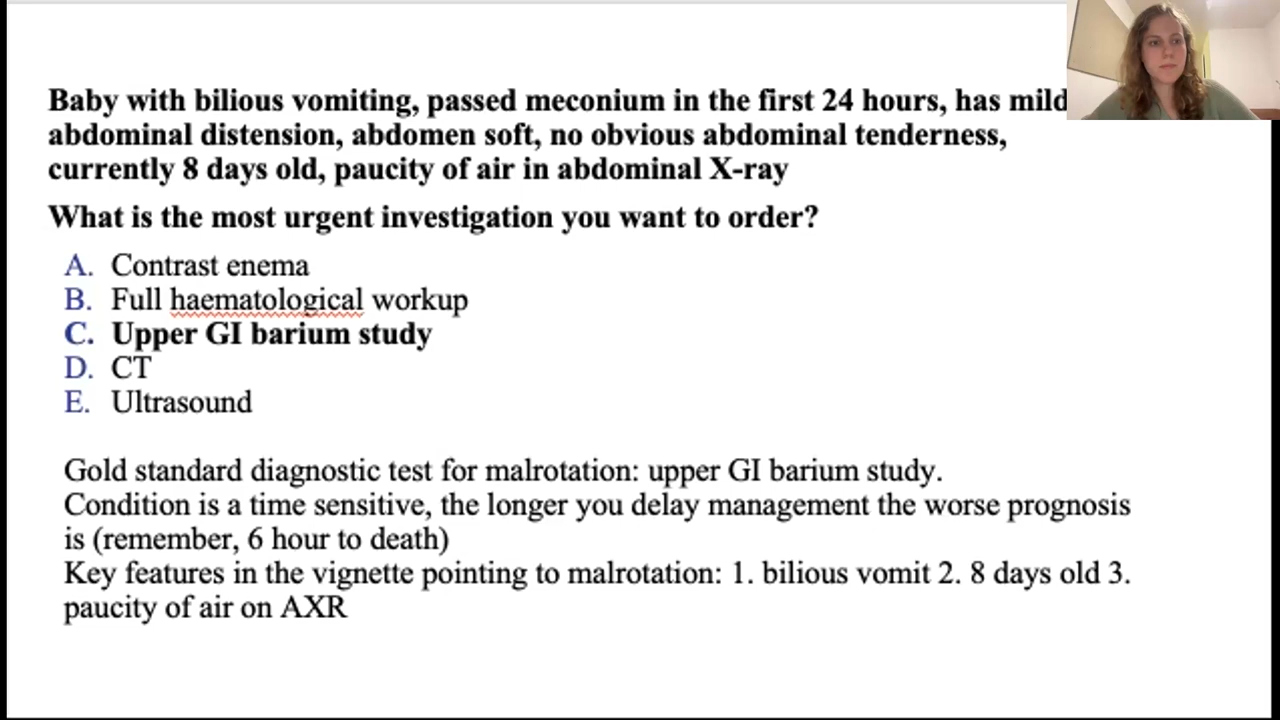 Baby with bilious vomiting, passed meconium in the first 24 hours, has mild
abdominal distension, abdomen soft, no obvious abdominal tenderness,
currently 8 days old, paucity of air in abdominal X-ray
What is the most urgent investigation you want to order?
A. Contrast enema
B. Full haematological workup
C. Upper GI barium study
D. CT
E. Ultrasound
Gold standard diagnostic test for malrotation: upper GI barium study.
Condition is a time sensitive, the longer you delay management the worse prognosis
is (remember, 6 hour to death)
Key features in the vignette pointing to malrotation: 1. bilious vomit 2. 8 days old 3.
paucity of air on AXR